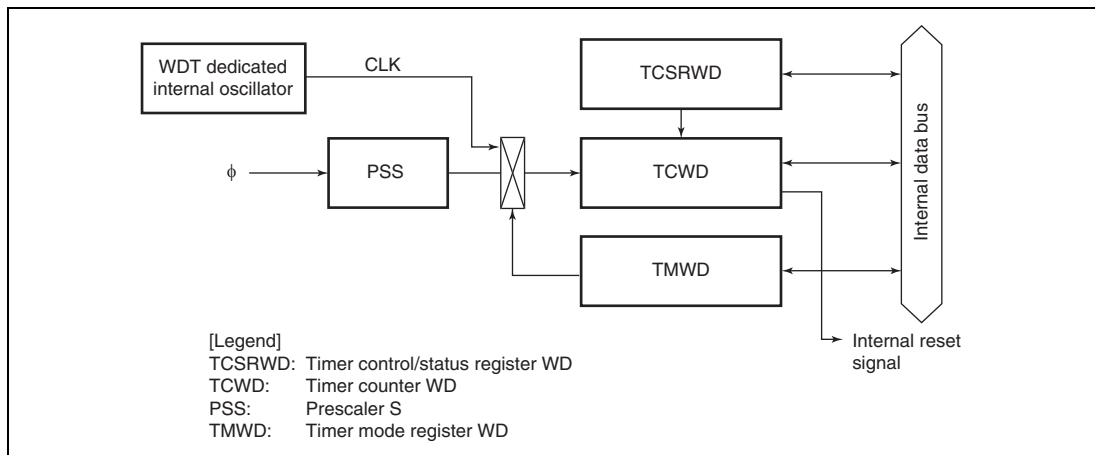 WDT dedicated
internal oscillator
CLK
TCSRWD
φ
PSS
TCWD
TMWD
Internal data bus
Internal reset
signal
[Legend]
TCSRWD: Timer control/status register WD
TCWD: Timer counter WD
PSS: Prescaler S
TMWD: Timer mode register WD